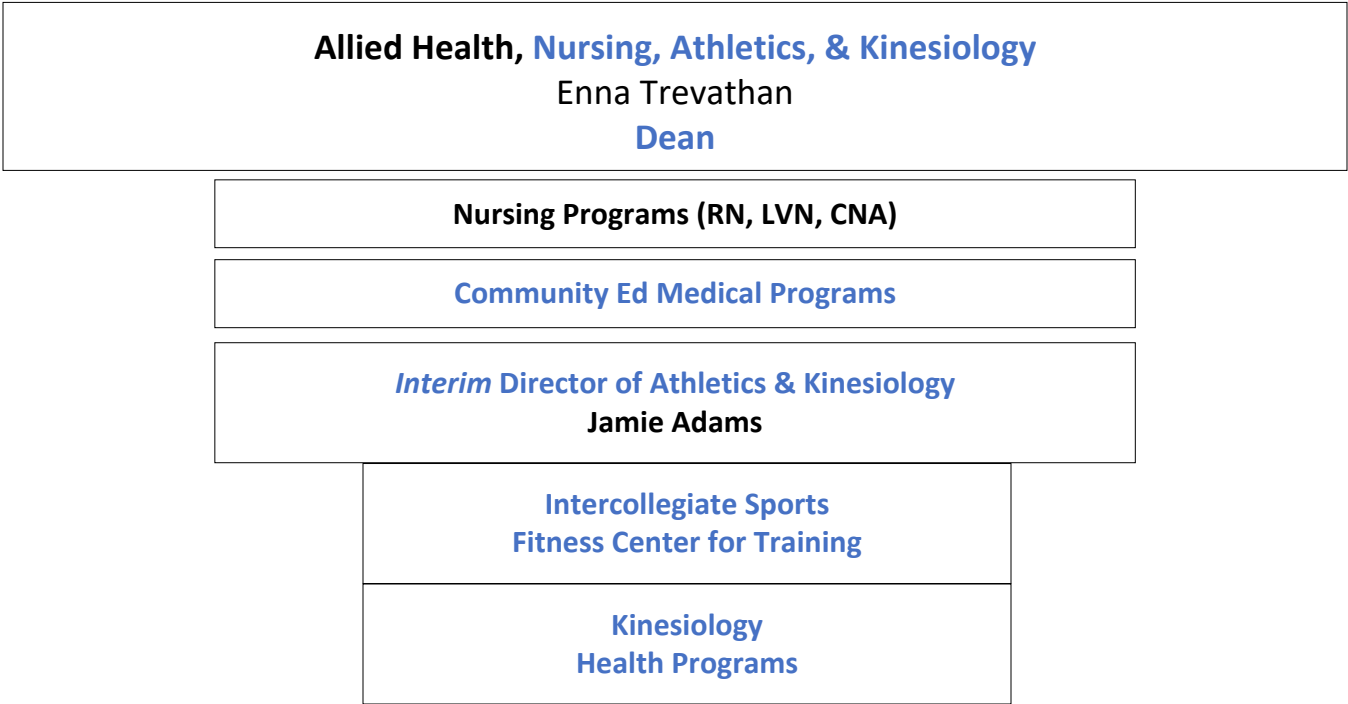 Allied Health, Nursing, Athletics, & Kinesiology
Enna Trevathan
Dean
Nursing Programs (RN, LVN, CNA)
Community Ed Medical Programs
Interim Director of Athletics & Kinesiology
Jamie Adams
Intercollegiate Sports
Fitness Center for Training
Kinesiology
Health Programs